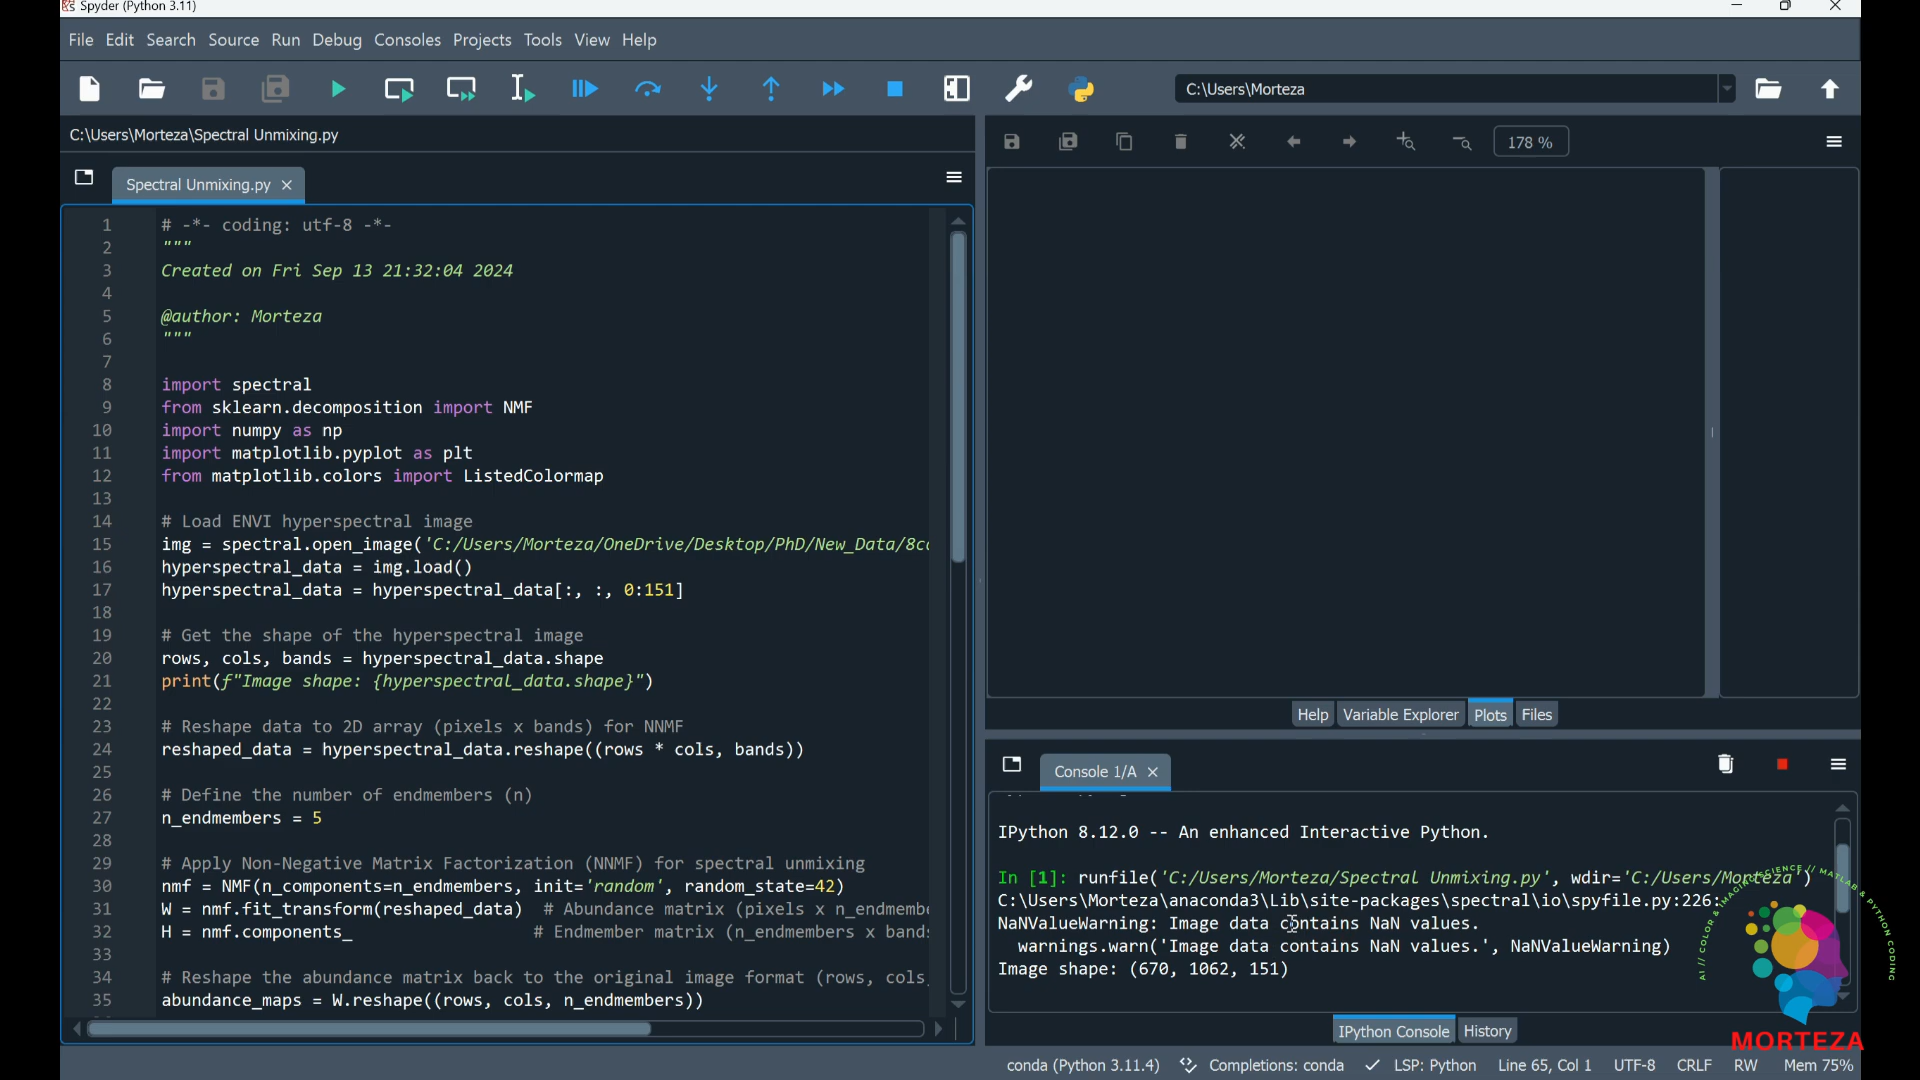 Spyder (Python 3.11)
File Edit Search Source Run Debug Consoles Projects Tools View Help
C:\Users\Morteza
C:\Users\Morteza\Spectral Unmixing.py
178 %
Spectral Unmixing.py
1 # -*- coding: utf-8 -*-
2 """
3 Created on Fri Sep 13 21:32:04 2024
4
5 @author: Morteza
6 """
7
8 import spectral
9 from sklearn.decomposition import NMF
10 import numpy as np
11 import matplotlib.pyplot as plt
12 from matplotlib.colors import ListedColormap
13
14 # Load ENVI hyperspectral image
15 img = spectral.open_image('C:/Users/Morteza/OneDrive/Desktop/PhD/New_Data/8c
16 hyperspectral_data = img.load()
17 hyperspectral_data = hyperspectral_data[:, :, 0:151]
18
19 # Get the shape of the hyperspectral image
20 rows, cols, bands = hyperspectral_data.shape
21 print(f"Image shape: {hyperspectral_data.shape}")
22
23 # Reshape data to 2D array (pixels x bands) for NNMF
24 reshaped_data = hyperspectral_data.reshape((rows * cols, bands))
25
26 # Define the number of endmembers (n)
27 n_endmembers = 5
28
29 # Apply Non-Negative Matrix Factorization (NNMF) for spectral unmixing
30 nmf = NMF(n_components=n_endmembers, init='random', random_state=42)
31 W = nmf.fit_transform(reshaped_data) # Abundance matrix (pixels x n_endmembe
32 H = nmf.components_ # Endmember matrix (n_endmembers x band
33
34 # Reshape the abundance matrix back to the original image format (rows, cols,
35 abundance_maps = W.reshape((rows, cols, n_endmembers))
Help Variable Explorer Plots Files
Console 1/A
IPython 8.12.0 -- An enhanced Interactive Python.
In [1]: runfile('C:/Users/Morteza/Spectral Unmixing.py', wdir='C:/Users/Morteza')
C:\Users\Morteza\anaconda3\Lib\site-packages\spectral\io\spyfile.py:226:
NaNValueWarning: Image data contains NaN values.
warnings.warn('Image data contains NaN values.', NaNValueWarning)
Image shape: (670, 1062, 151)
IPython Console History
AI // COLOR & IMAGING SCIENCE // MATLAB & PYTHON CODING
MORTEZA
conda (Python 3.11.4) Completions: conda LSP: Python Line 65, Col 1 UTF-8 CRLF RW Mem 75%